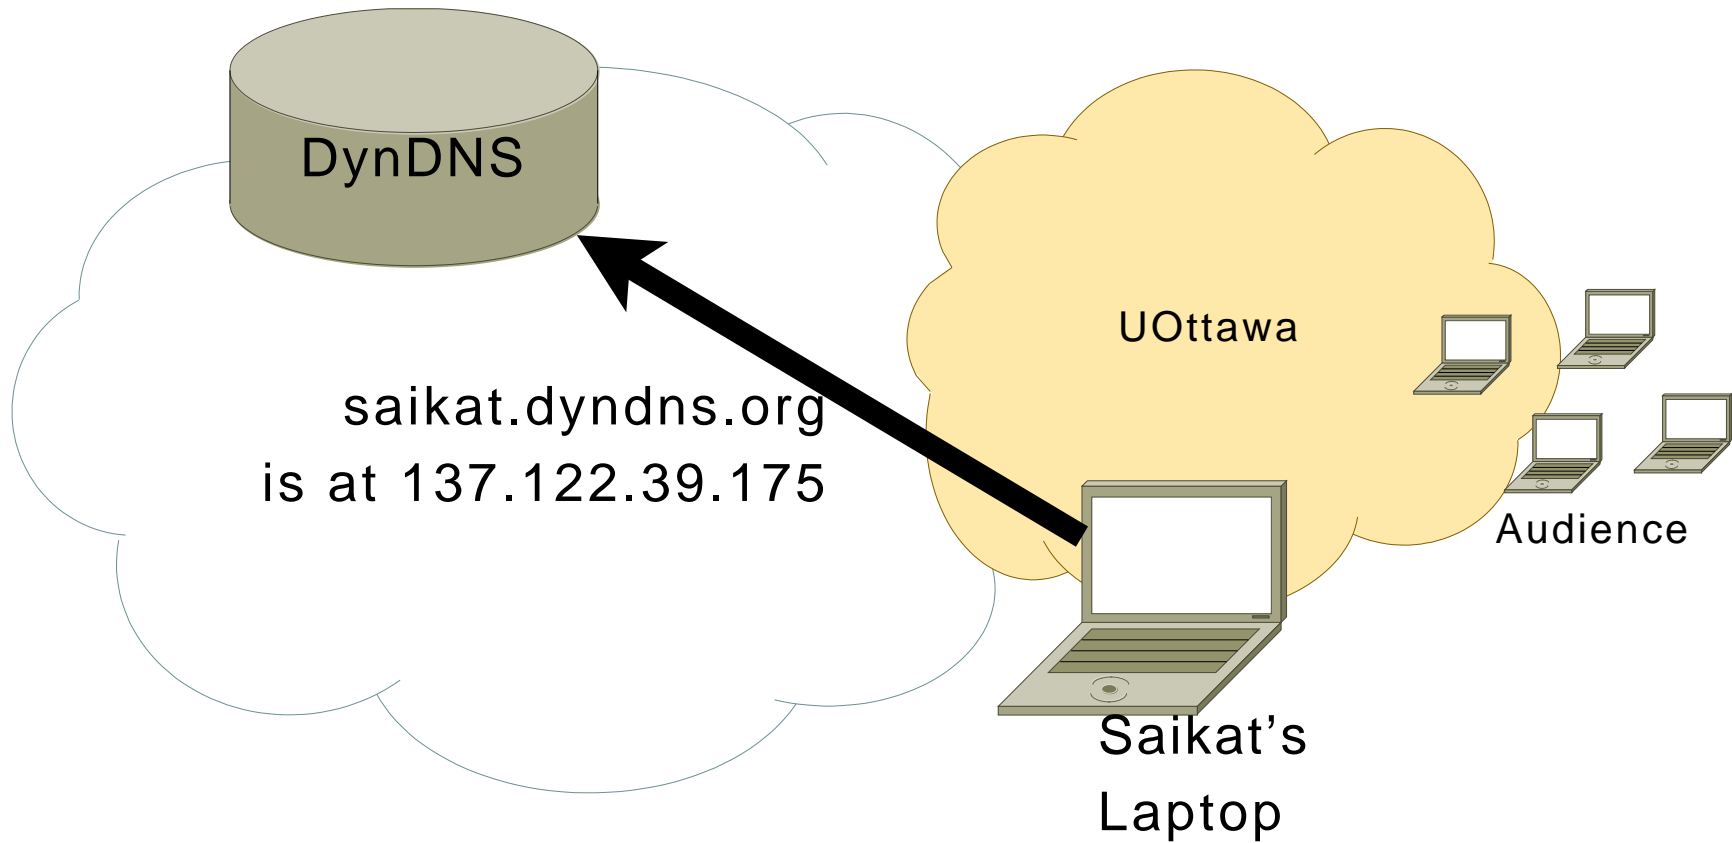 DynDNS
UOttawa
saikat.dyndns.org
is at 137.122.39.175
Audience
Saikat's
Laptop